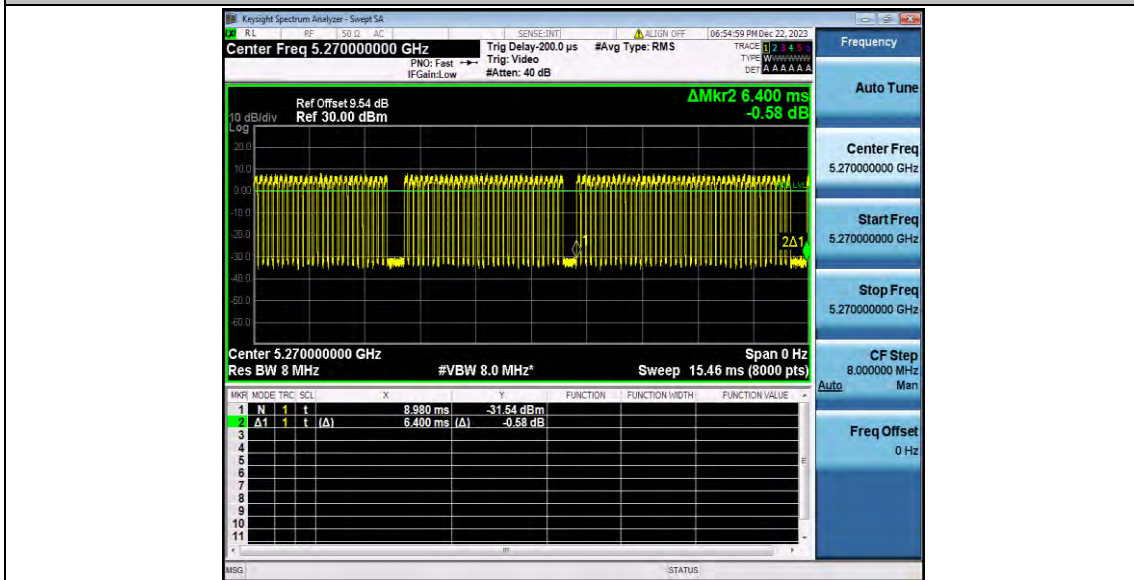 Keysight Spectrum Analyzer - Swept SA
RL RF 50 Ω AC SENSE:INT ALIGN OFF 06:54:59 PM Dec 22, 2023
Center Freq 5.270000000 GHz
PNO: Fast
IFGain:Low
Trig Delay-200.0 µs
Trig: Video
#Atten: 40 dB
#Avg Type: RMS
TRACE 1 2 3 4 5 6
TYPE WWWWWW
DET A A A A A A
Ref Offset 9.54 dB
10 dB/div Ref 30.00 dBm
Log
ΔMkr2 6.400 ms
-0.58 dB
20.0
10.0
0.00
-10.0
-20.0
-30.0
-40.0
-50.0
-60.0
1
2Δ1
Center 5.270000000 GHz Span 0 Hz
Res BW 8 MHz #VBW 8.0 MHz* Sweep 15.46 ms (8000 pts)
MKR MODE TRC SCL X Y FUNCTION FUNCTION WIDTH FUNCTION VALUE
1 N 1 t 8.980 ms -31.54 dBm
2 Δ1 1 t (Δ) 6.400 ms (Δ) -0.58 dB
3
4
5
6
7
8
9
10
11
MSG STATUS
Frequency
Auto Tune
Center Freq
5.270000000 GHz
Start Freq
5.270000000 GHz
Stop Freq
5.270000000 GHz
CF Step
8.000000 MHz
Auto Man
Freq Offset
0 Hz